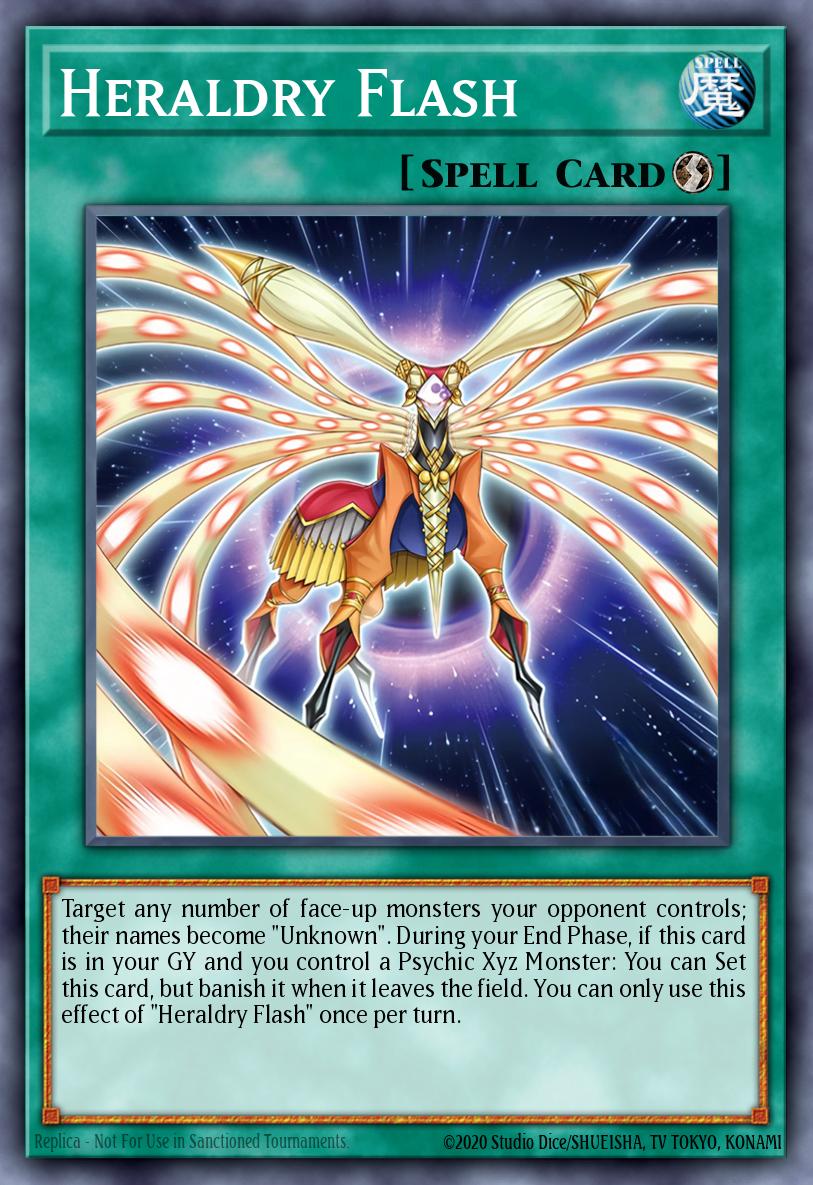 HERALDRY FLASH
SPELL
魔
[SPELL CARD]
Target any number of face-up monsters your opponent controls;
their names become "Unknown". During your End Phase, if this card
is in your GY and you control a Psychic Xyz Monster: You can Set
this card, but banish it when it leaves the field. You can only use this
effect of "Heraldry Flash" once per turn.
Replica - Not For Use in Sanctioned Tournaments.
©2020 Studio Dice/SHUEISHA, TV TOKYO, KONAMI